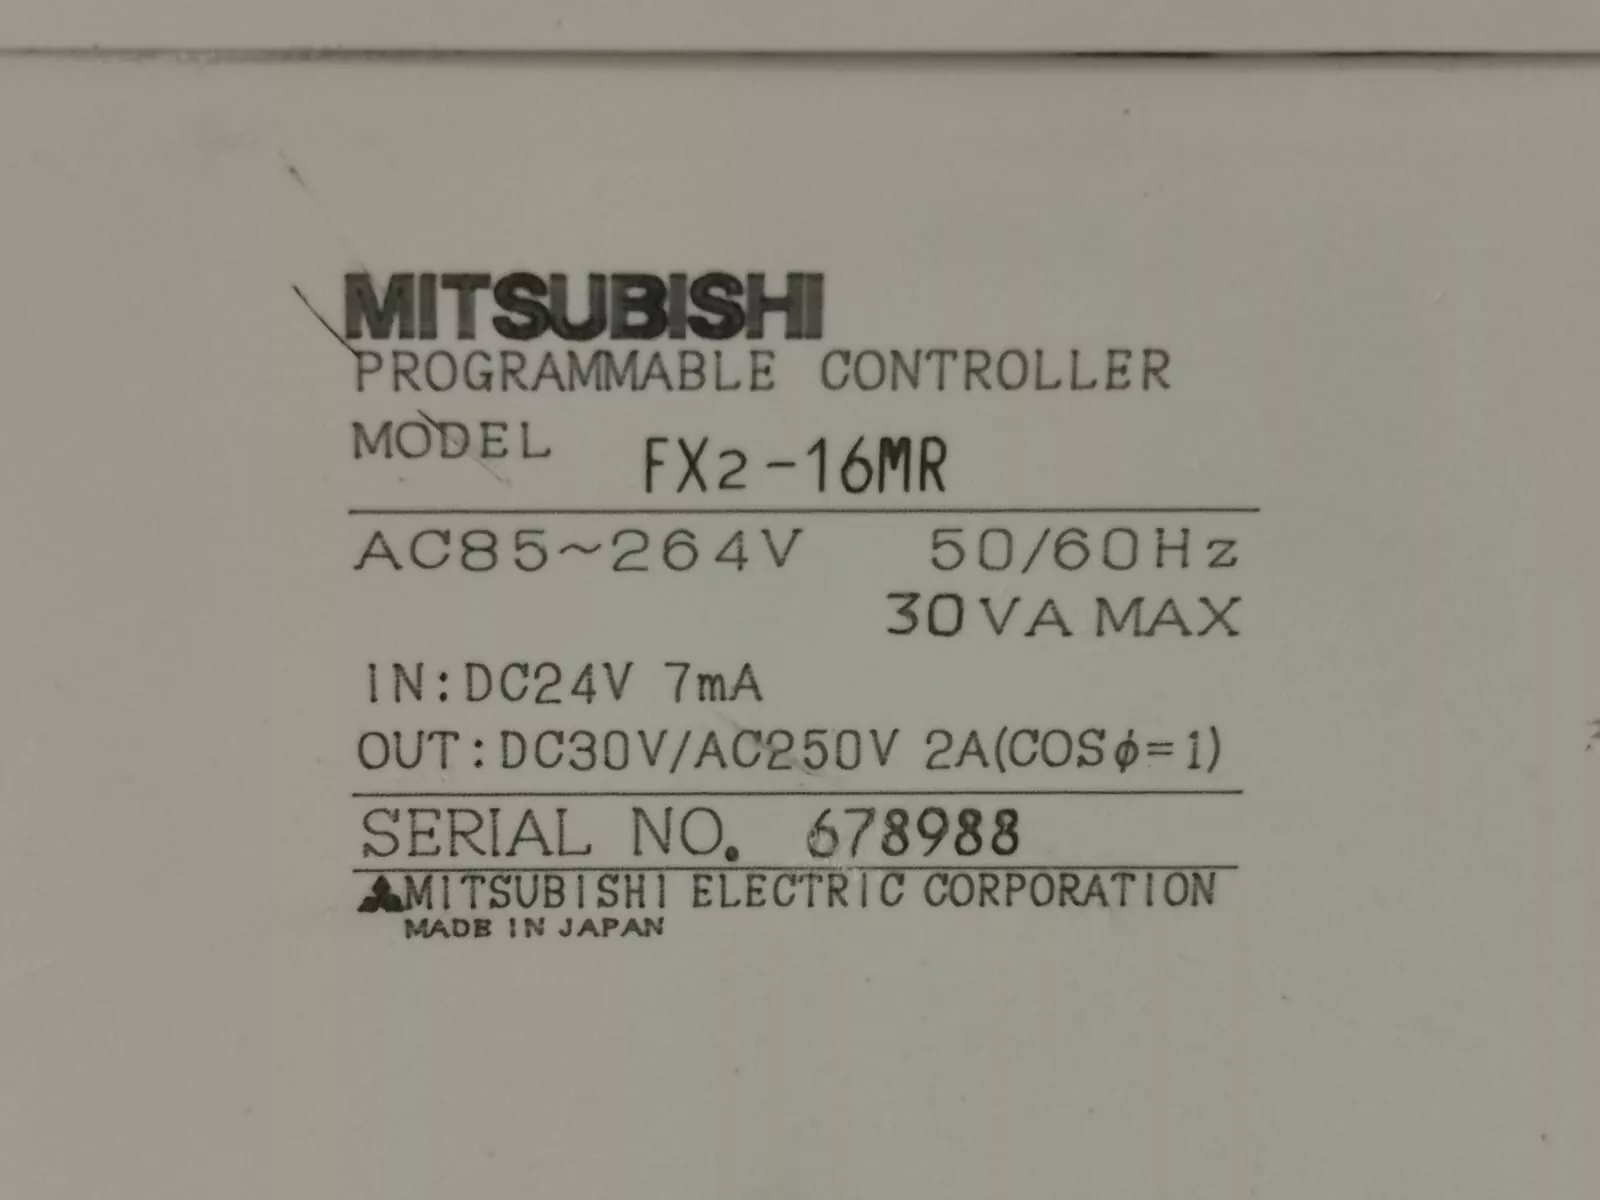 MITSUBISHI
PROGRAMMABLE CONTROLLER
MODEL FX2-16MR
AC85~264V 50/60Hz
30VA MAX
IN:DC24V 7mA
OUT:DC30V/AC250V 2A(COSϕ=1)
SERIAL NO. 678988
MITSUBISHI ELECTRIC CORPORATION
MADE IN JAPAN